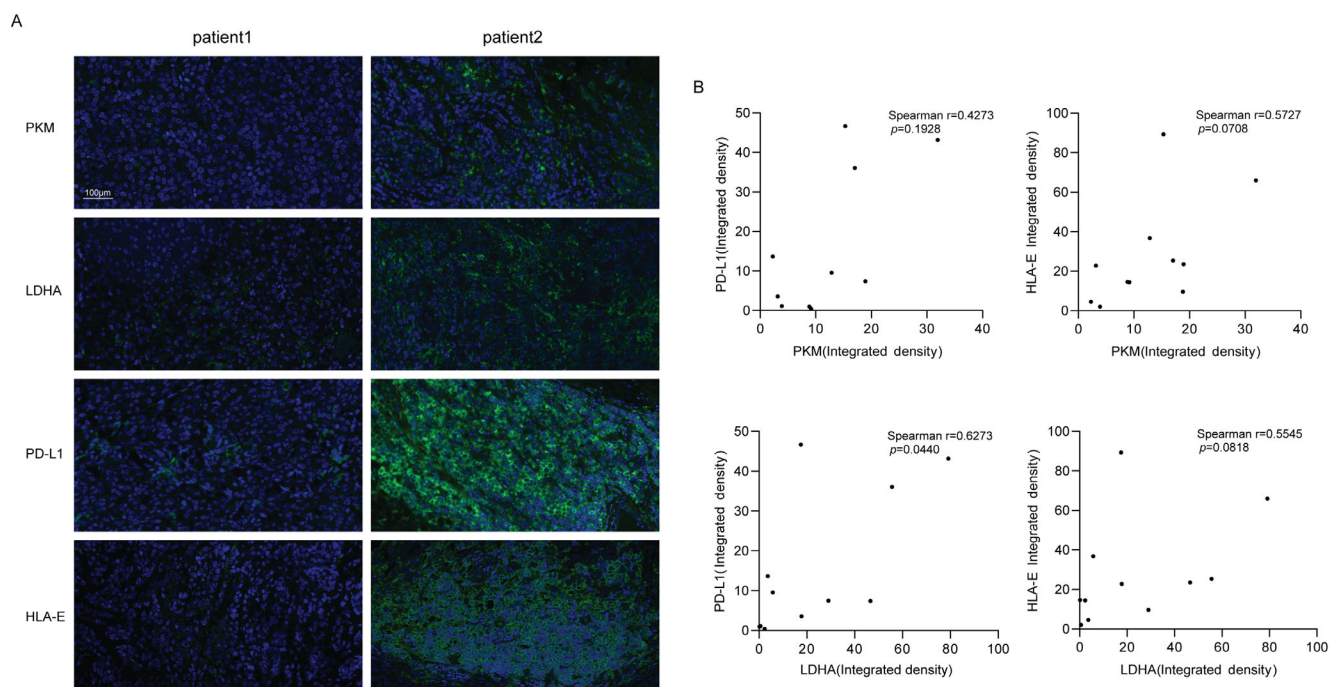 A
patient1 patient2
PKM
100μm
LDHA
PD-L1
HLA-E
B
Spearman r=0.4273
p=0.1928
PD-L1(Integrated density)
50
40
30
20
10
0
0 10 20 30 40
PKM(Integrated density)
Spearman r=0.5727
p=0.0708
HLA-E Integrated density)
100
80
60
40
20
0
0 10 20 30 40
PKM(Integrated density)
Spearman r=0.6273
p=0.0440
PD-L1( Integrated density)
50
40
30
20
10
0
0 20 40 60 80 100
LDHA(Integrated density)
Spearman r=0.5545
p=0.0818
HLA-E Integrated density)
100
80
60
40
20
0
0 20 40 60 80 100
LDHA(Integrated density)